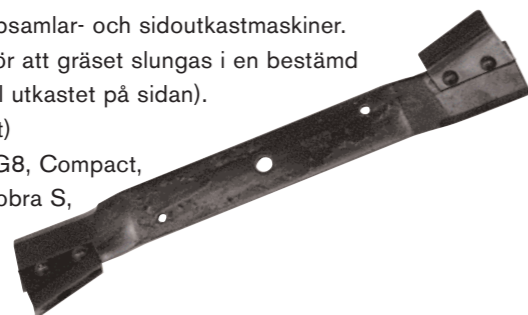 psamlar- och sidoutkastmaskiner.
ör att gräset slungas i en bestämd
l utkastet på sidan).
t)
G8, Compact,
obra S,